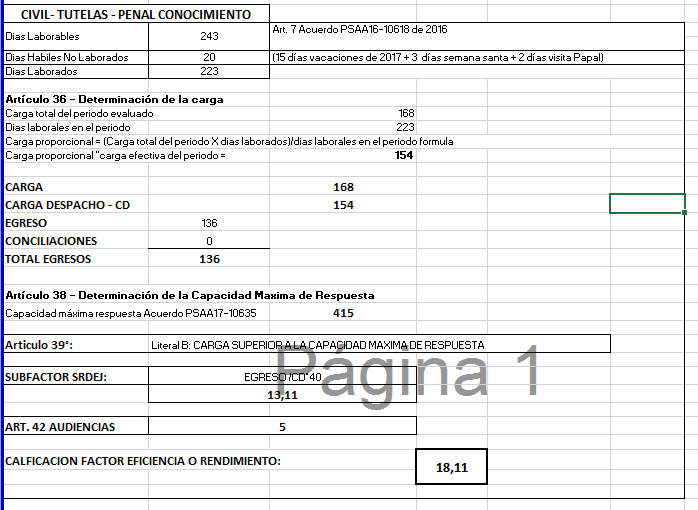 CIVIL- TUTELAS - PENAL CONOCIMIENTO
Dias Laborables 243 Art. 7 Acuerdo PSAA16-10618 de 2016
Dias Habiles No Laborados 20 (15 días vacaciones de 2017 + 3 días semana santa + 2 días visita Papal)
Dias Laborados 223
Artículo 36 – Determinación de la carga
Carga total del periodo evaluado 168
Dias laborales en el periodo 223
Carga proporcional = (Carga total del periodo X dias laborados)/dias laborales en el periodo formula
Carga proporcional "carga efectiva del periodo = 154
CARGA 168
CARGA DESPACHO - CD 154
EGRESO 136
CONCILIACIONES 0
TOTAL EGRESOS 136
Artículo 38 – Determinación de la Capacidad Maxima de Respuesta
Capacidad máxima respuesta Acuerdo PSAA17-10635 415
Articulo 39°: Literal B: CARGA SUPERIOR A LA CAPACIDAD MAXIMA DE RESPUESTA
Página 1
SUBFACTOR SRDEJ: EGRESO/CD*40
13,11
ART. 42 AUDIENCIAS 5
CALFICACION FACTOR EFICIENCIA O RENDIMIENTO: 18,11